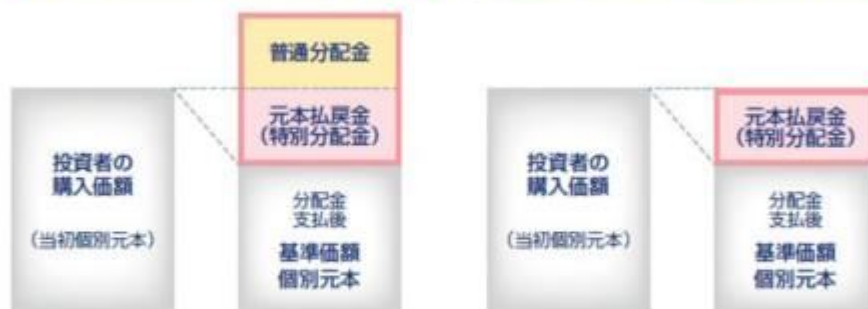 普通分配金
元本払戻金
(特別分配金)
投資者の
購入価額
(当初個別元本)
分配金
支払後
基準価額
個別元本
元本払戻金
(特別分配金)
投資者の
購入価額
(当初個別元本)
分配金
支払後
基準価額
個別元本